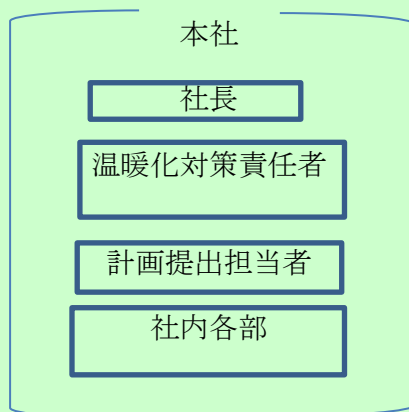 本社
社長
温暖化対策責任者
計画提出担当者
社内各部